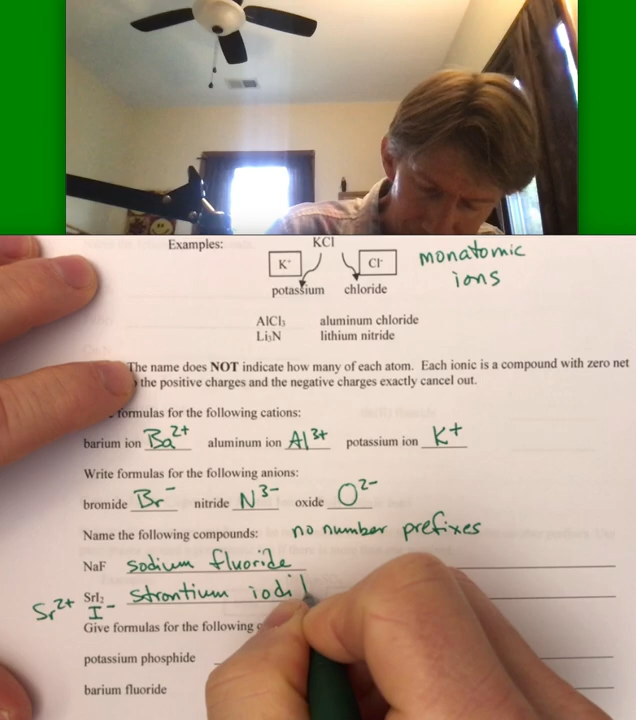 Examples: KCl
K⁺ Cl⁻ monatomic
ions
potassium chloride
AlCl₃ aluminum chloride
Li₃N lithium nitride
The name does NOT indicate how many of each atom. Each ionic is a compound with zero net
the positive charges and the negative charges exactly cancel out.
formulas for the following cations:
barium ion Ba²⁺ aluminum ion Al³⁺ potassium ion K⁺
Write formulas for the following anions:
bromide Br⁻ nitride N³⁻ oxide O²⁻
Name the following compounds: no number prefixes
NaF sodium fluoride
SrI₂ strontium iodi
Sr²⁺ I⁻
Give formulas for the following
potassium phosphide
barium fluoride